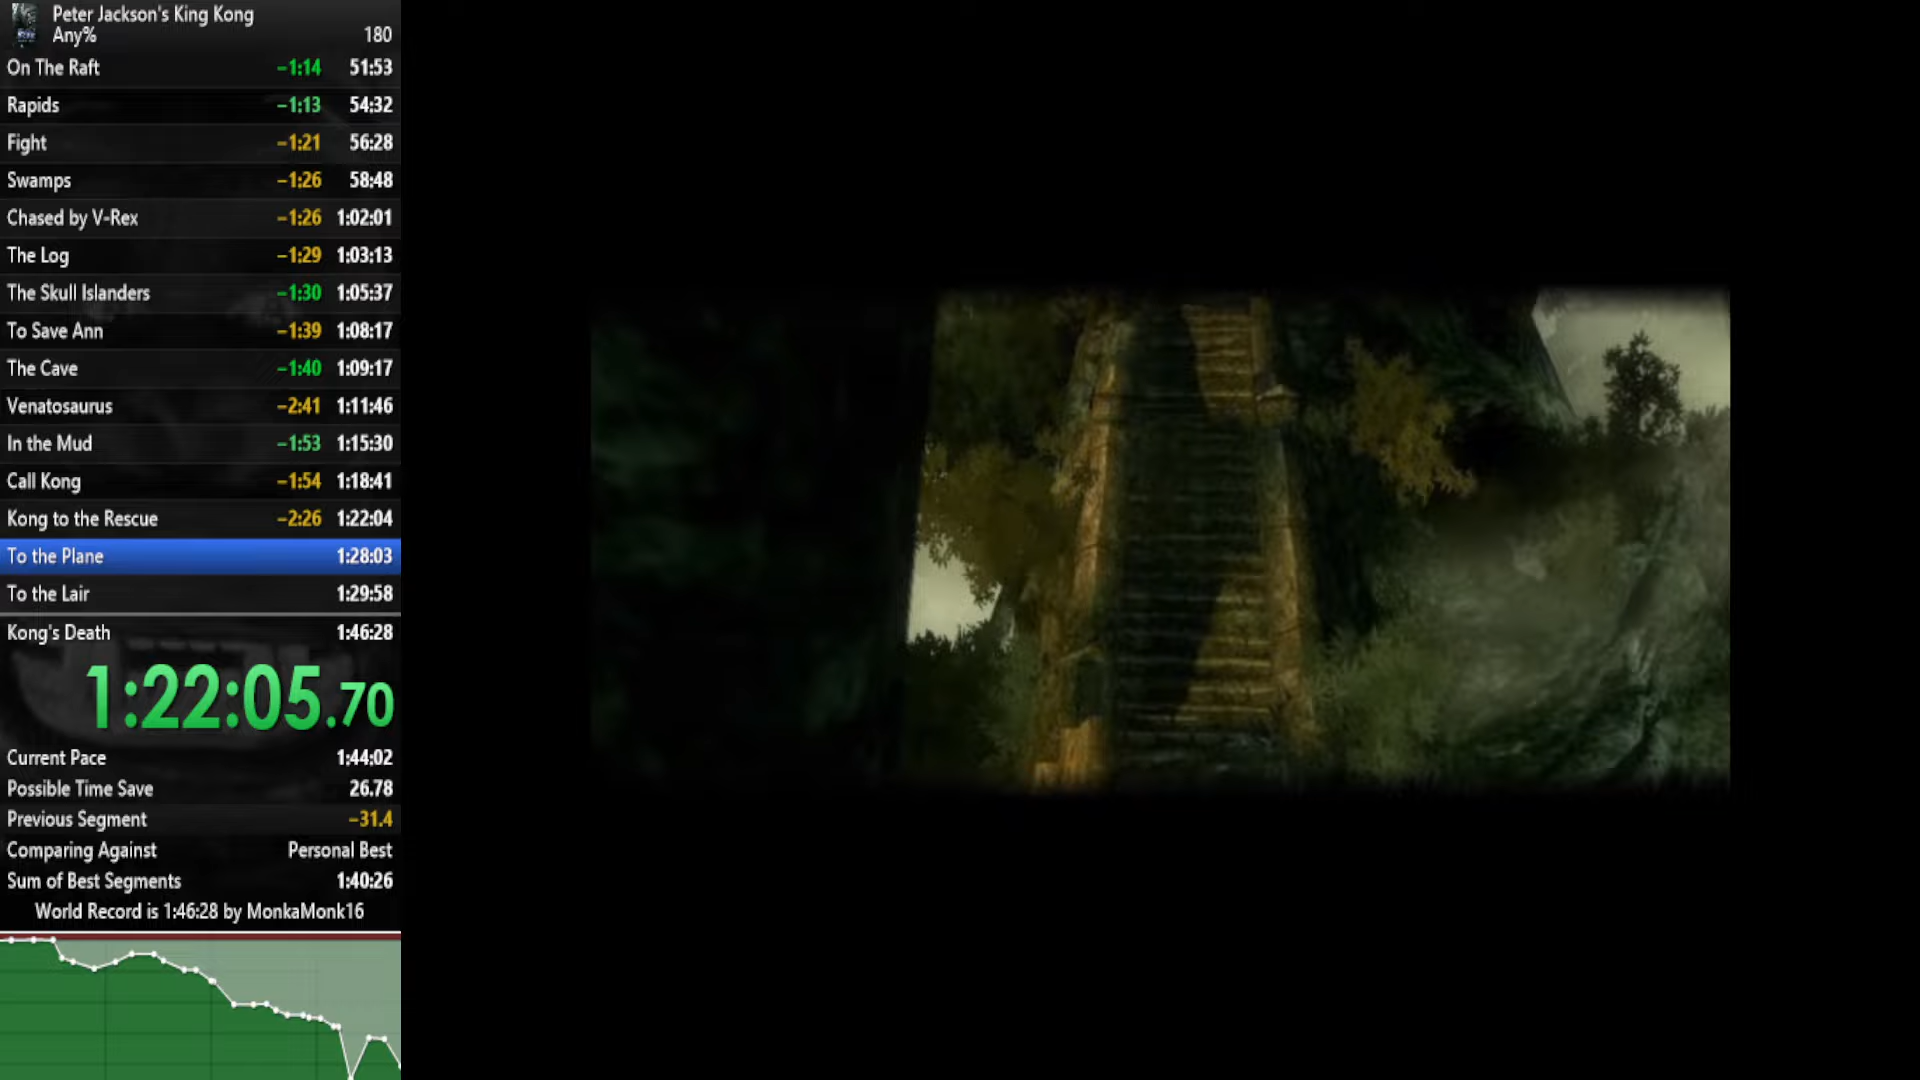 Peter Jackson's King Kong
Any% 180
On The Raft −1:14 51:53
Rapids −1:13 54:32
Fight −1:21 56:28
Swamps −1:26 58:48
Chased by V-Rex −1:26 1:02:01
The Log −1:29 1:03:13
The Skull Islanders −1:30 1:05:37
To Save Ann −1:39 1:08:17
The Cave −1:40 1:09:17
Venatosaurus −2:41 1:11:46
In the Mud −1:53 1:15:30
Call Kong −1:54 1:18:41
Kong to the Rescue −2:26 1:22:04
To the Plane 1:28:03
To the Lair 1:29:58
Kong's Death 1:46:28
1:22:05.70
Current Pace 1:44:02
Possible Time Save 26.78
Previous Segment −31.4
Comparing Against Personal Best
Sum of Best Segments 1:40:26
World Record is 1:46:28 by MonkaMonk16